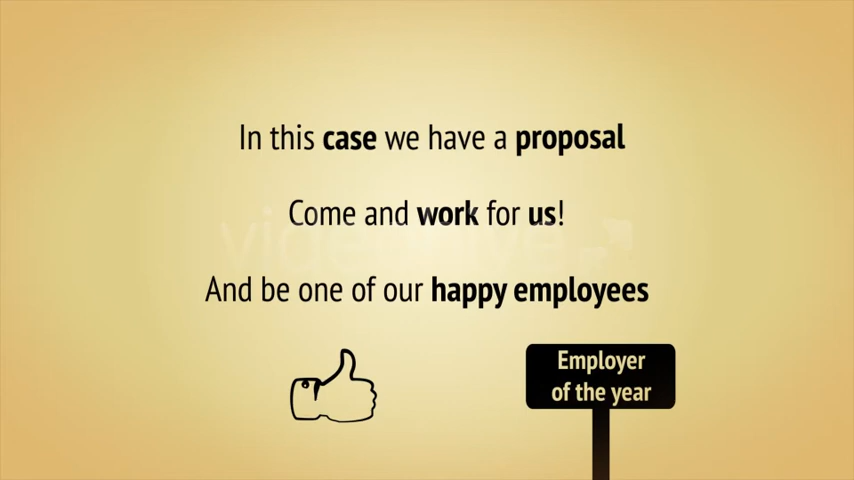 In this case we have a proposal
Come and work for us!
And be one of our happy employees
Employer
of the year